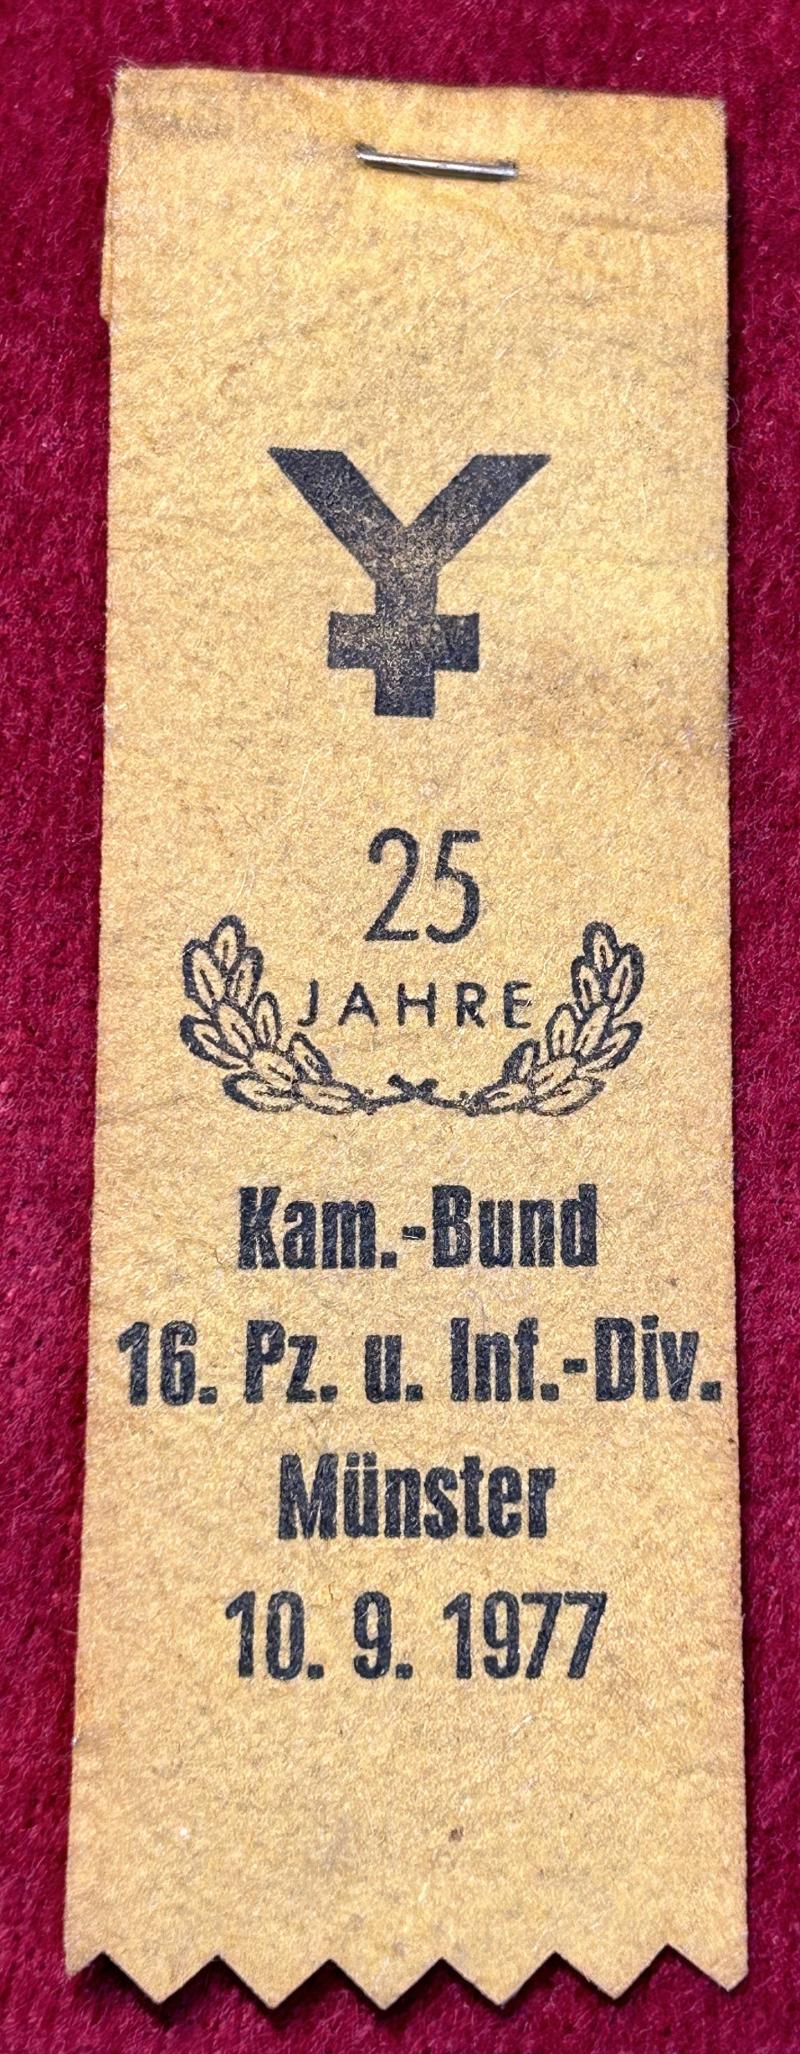 25
JAHRE
Kam.-Bund
16. Pz. u. Inf.-Div.
Münster
10. 9. 1977